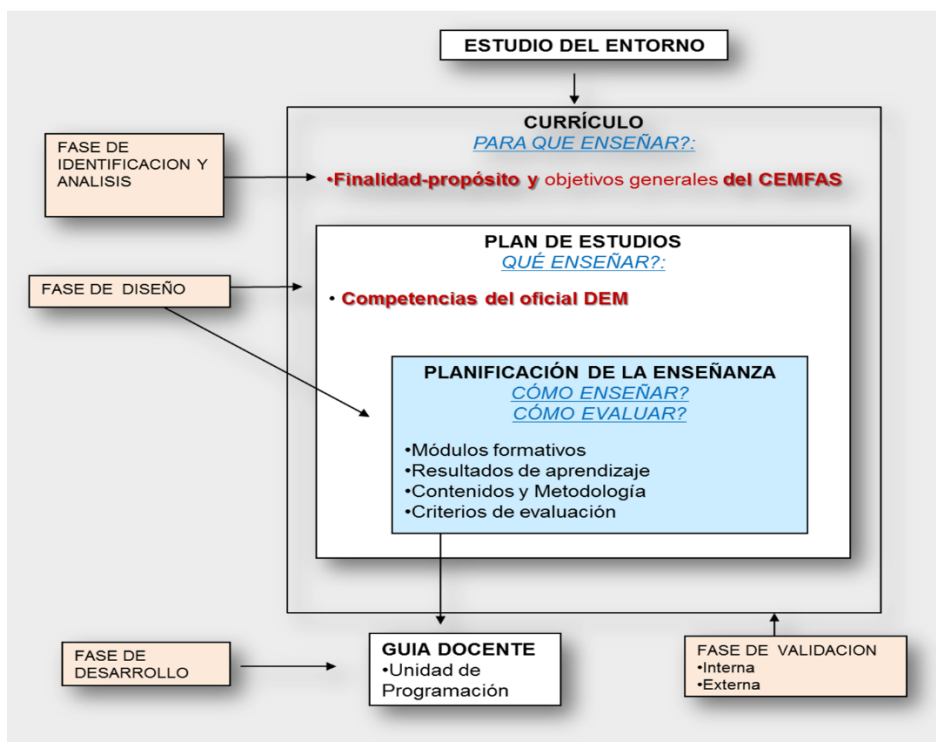 ESTUDIO DEL ENTORNO
CURRÍCULO
PARA QUE ENSEÑAR?:
FASE DE
IDENTIFICACION Y
ANALISIS
•Finalidad-propósito y objetivos generales del CEMFAS
PLAN DE ESTUDIOS
QUÉ ENSEÑAR?:
FASE DE DISEÑO
• Competencias del oficial DEM
PLANIFICACIÓN DE LA ENSEÑANZA
CÓMO ENSEÑAR?
CÓMO EVALUAR?
•Módulos formativos
•Resultados de aprendizaje
•Contenidos y Metodología
•Criterios de evaluación
FASE DE
DESARROLLO
GUIA DOCENTE
•Unidad de
Programación
FASE DE VALIDACION
•Interna
•Externa